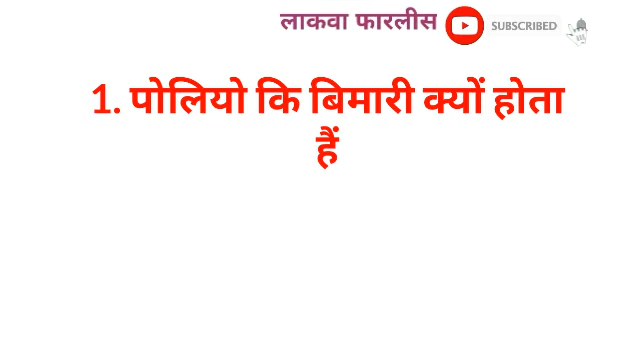 लाकवा फारलीस SUBSCRIBED
1. पोलियो कि बिमारी क्यों होता
हैं